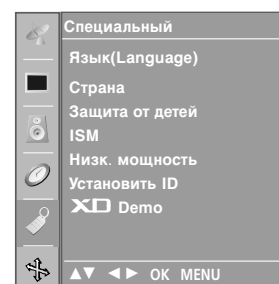 Специальный
Язык(Language)
Страна
Защита от детей
ISM
Низк. мощность
Установить ID
XD Demo
▲▼ ◄► OK MENU